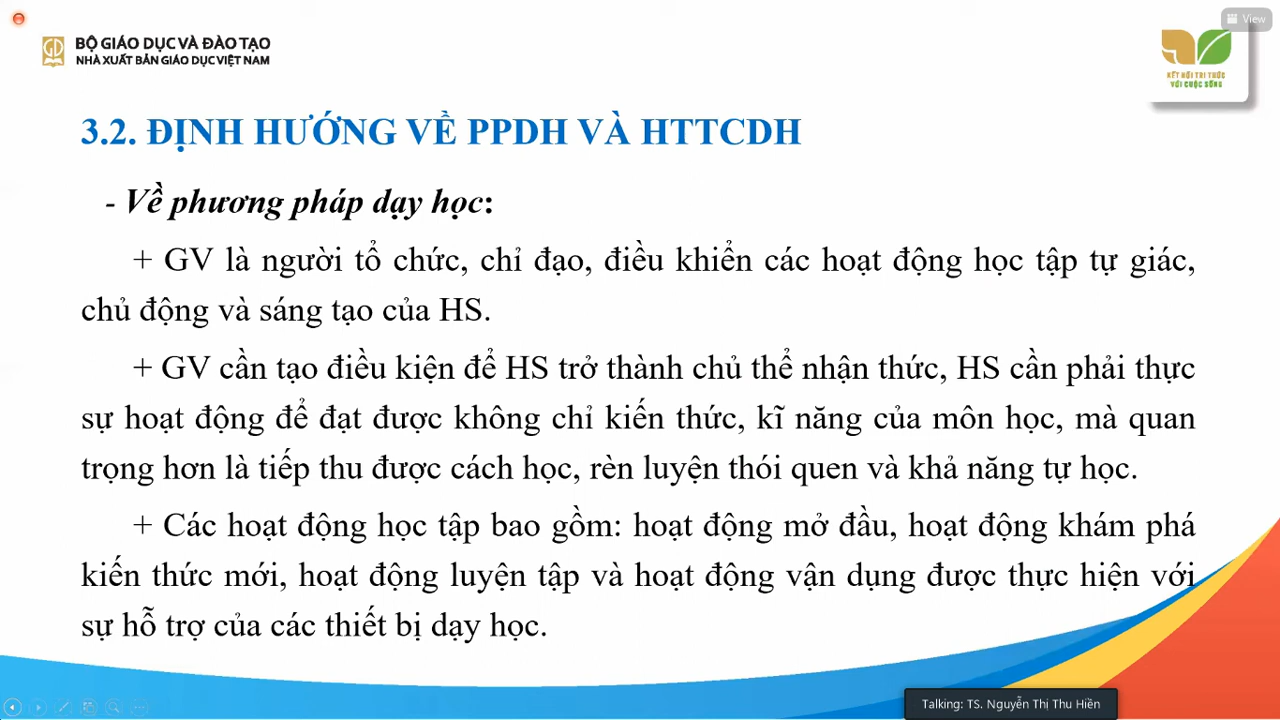 View
BỘ GIÁO DỤC VÀ ĐÀO TẠO
NHÀ XUẤT BẢN GIÁO DỤC VIỆT NAM
KẾT NỐI TRI THỨC
VỚI CUỘC SỐNG
3.2. ĐỊNH HƯỚNG VỀ PPDH VÀ HTTCDH
- Về phương pháp dạy học:
+ GV là người tổ chức, chỉ đạo, điều khiển các hoạt động học tập tự giác,
chủ động và sáng tạo của HS.
+ GV cần tạo điều kiện để HS trở thành chủ thể nhận thức, HS cần phải thực
sự hoạt động để đạt được không chỉ kiến thức, kĩ năng của môn học, mà quan
trọng hơn là tiếp thu được cách học, rèn luyện thói quen và khả năng tự học.
+ Các hoạt động học tập bao gồm: hoạt động mở đầu, hoạt động khám phá
kiến thức mới, hoạt động luyện tập và hoạt động vận dụng được thực hiện với
sự hỗ trợ của các thiết bị dạy học.
Talking: TS. Nguyễn Thị Thu Hiền